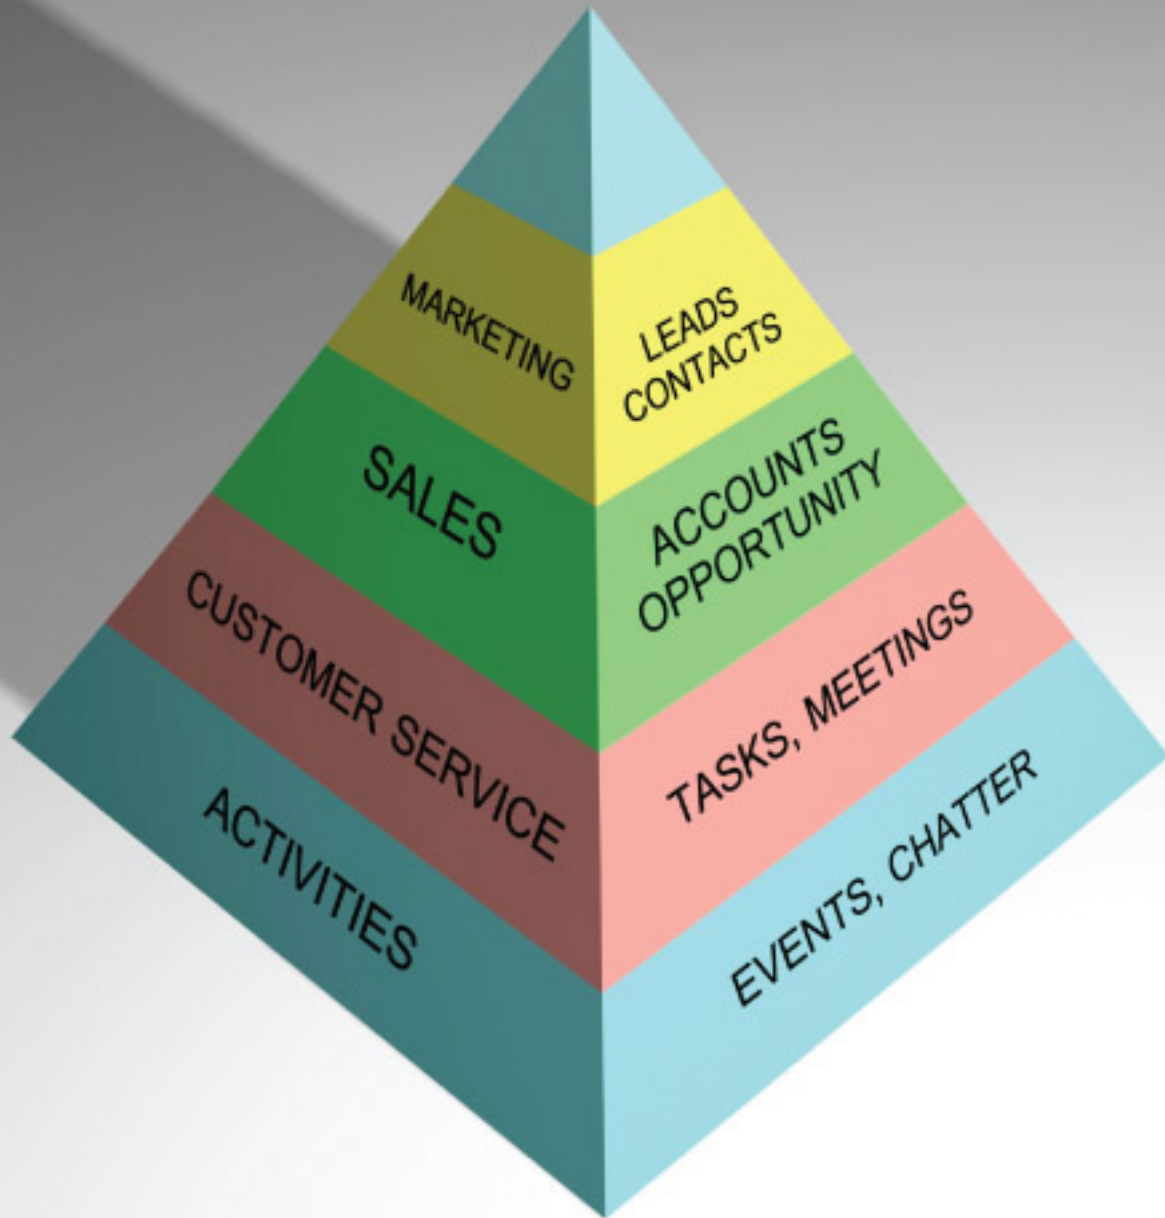 MARKETING
LEADS
CONTACTS
SALES
ACCOUNTS
OPPORTUNITY
CUSTOMER SERVICE
TASKS, MEETINGS
ACTIVITIES
EVENTS, CHATTER